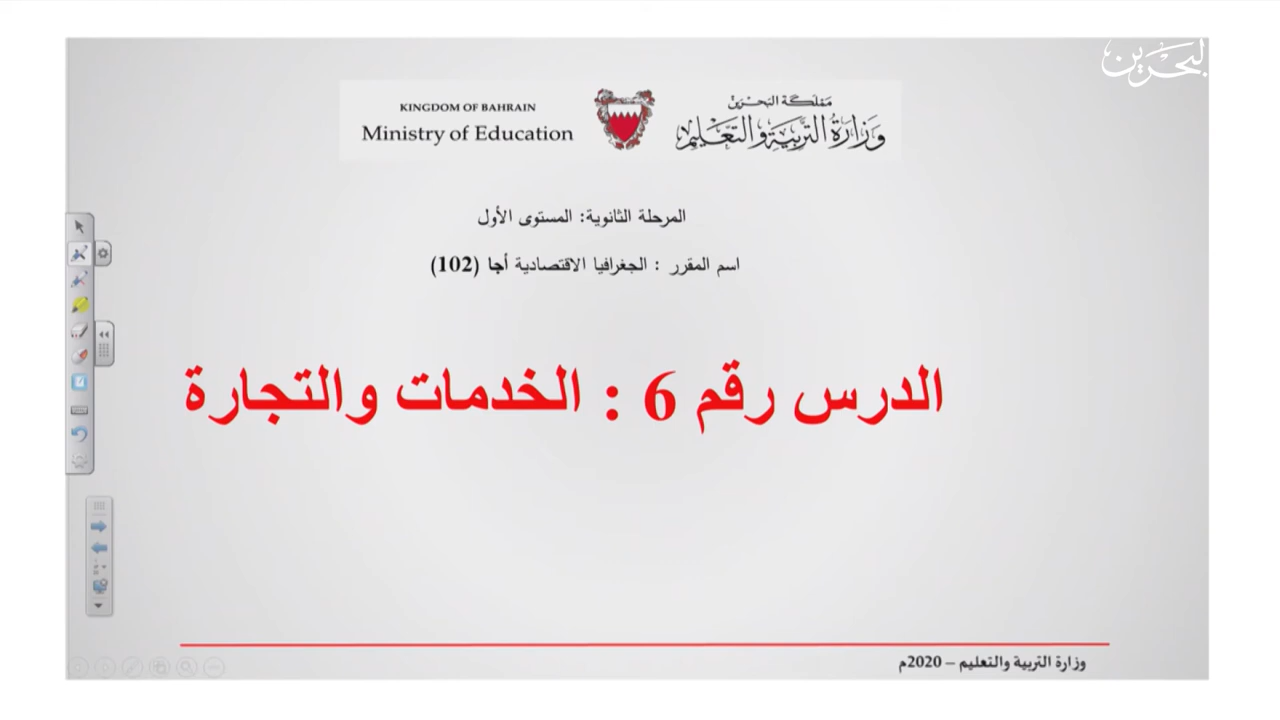 البحرين
مملكة البحرين
وزارة التربية والتعليم
KINGDOM OF BAHRAIN
Ministry of Education
المرحلة الثانوية: المستوى الأول
اسم المقرر : الجغرافيا الاقتصادية أجا (102)
الدرس رقم 6 : الخدمات والتجارة
وزارة التربية والتعليم – 2020م